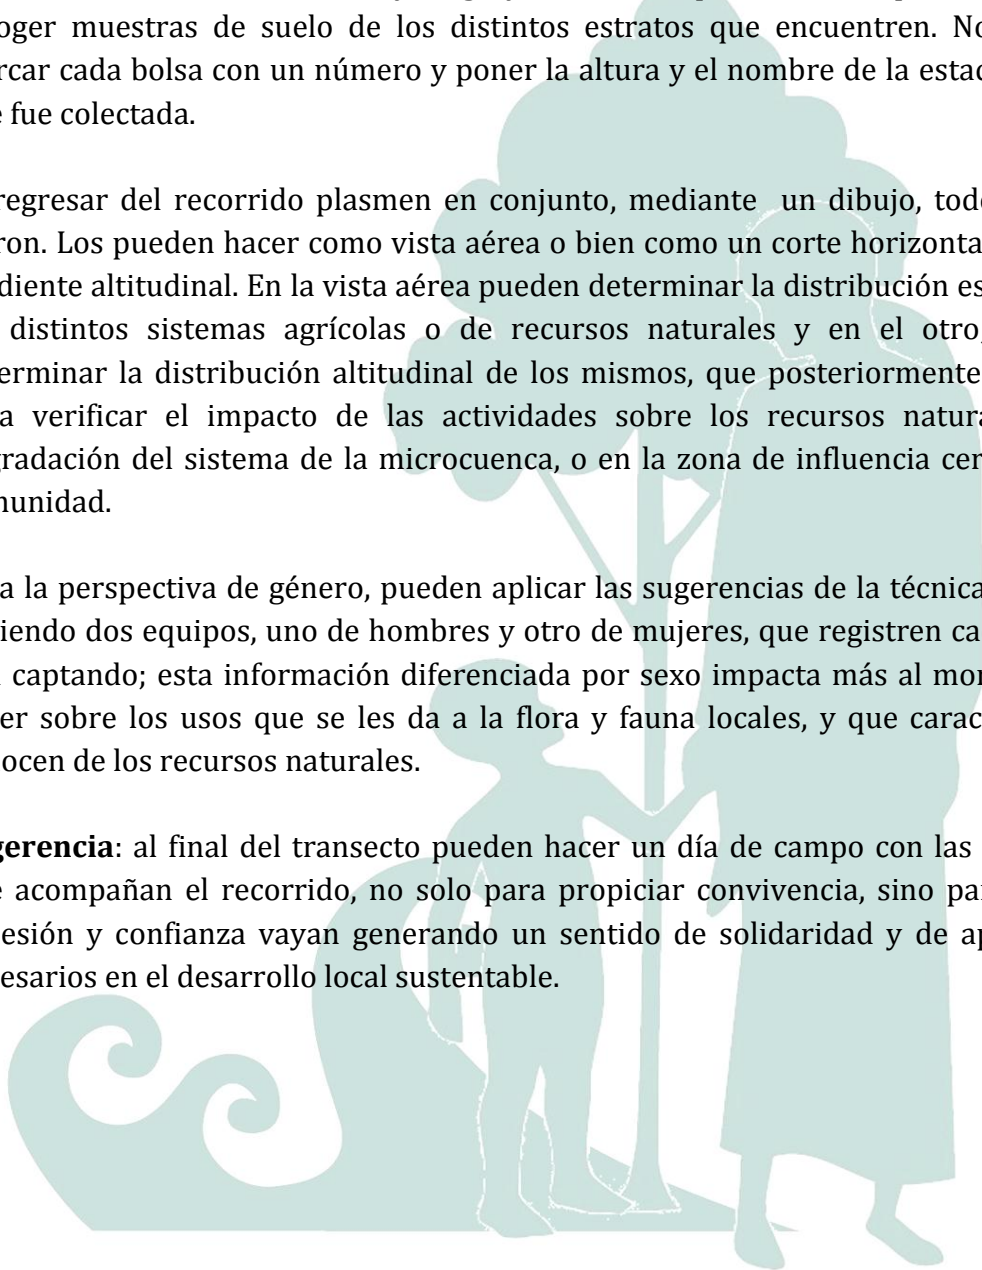 oger muestras de suelo de los distintos estratos que encuentren. No
rcar cada bolsa con un número y poner la altura y el nombre de la estac
fue colectada.
regresar del recorrido plasmen en conjunto, mediante un dibujo, tod
ron. Los pueden hacer como vista aérea o bien como un corte horizonta
diente altitudinal. En la vista aérea pueden determinar la distribución es
distintos sistemas agrícolas o de recursos naturales y en el otro,
erminar la distribución altitudinal de los mismos, que posteriormente
a verificar el impacto de las actividades sobre los recursos natura
gradación del sistema de la microcuenca, o en la zona de influencia cer
munidad.
a la perspectiva de género, pueden aplicar las sugerencias de la técnica
iendo dos equipos, uno de hombres y otro de mujeres, que registren ca
captando; esta información diferenciada por sexo impacta más al mor
er sobre los usos que se les da a la flora y fauna locales, y que carac
ocen de los recursos naturales.
gerencia: al final del transecto pueden hacer un día de campo con las
e acompañan el recorrido, no solo para propiciar convivencia, sino par
esión y confianza vayan generando un sentido de solidaridad y de ap
esarios en el desarrollo local sustentable.